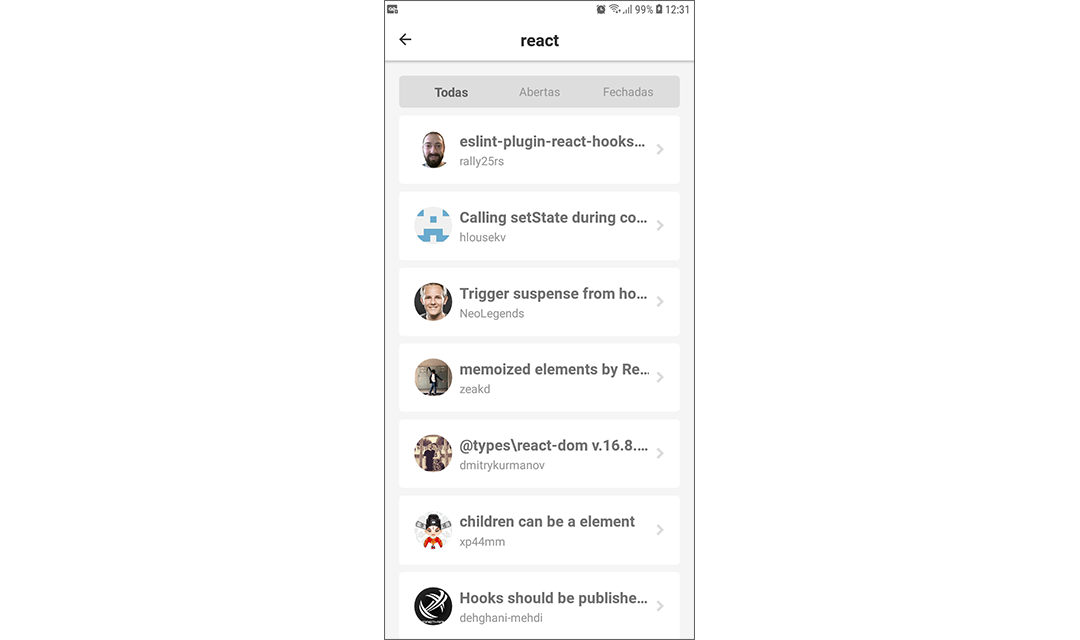 99% 12:31
react
Todas Abertas Fechadas
eslint-plugin-react-hooks...
rally25rs
Calling setState during co...
hlousekv
Trigger suspense from ho...
NeoLegends
memoized elements by Re...
zeakd
@types\react-dom v.16.8....
dmitrykurmanov
children can be a element
xp44mm
Hooks should be publishe...
dehghani-mehdi